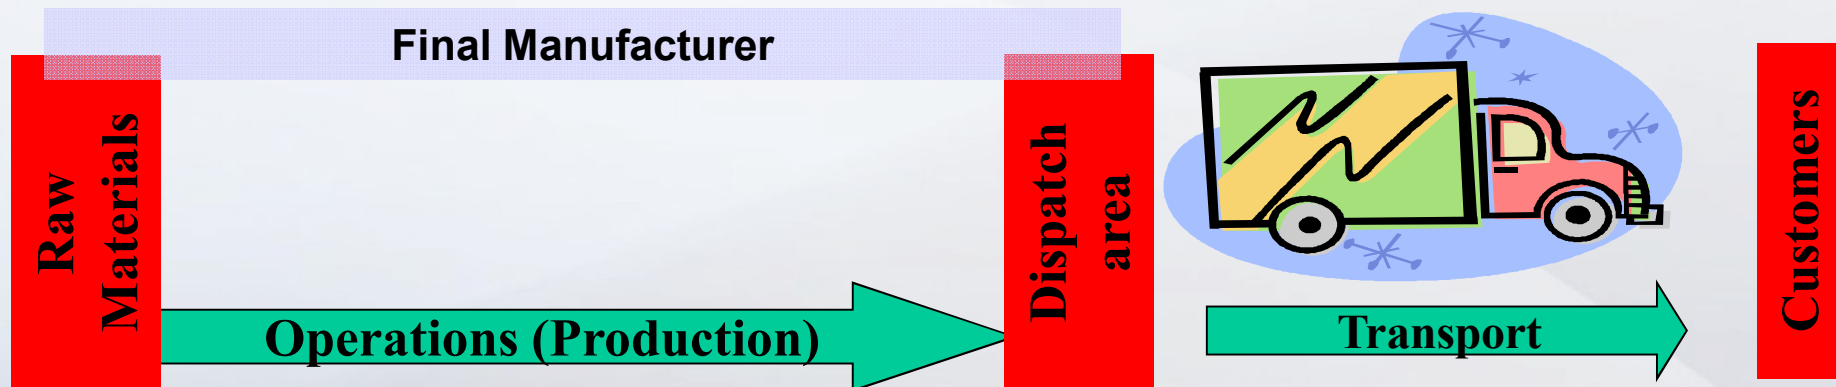 Final Manufacturer
Raw
Materials
Operations (Production)
Dispatch
area
Transport
Customers